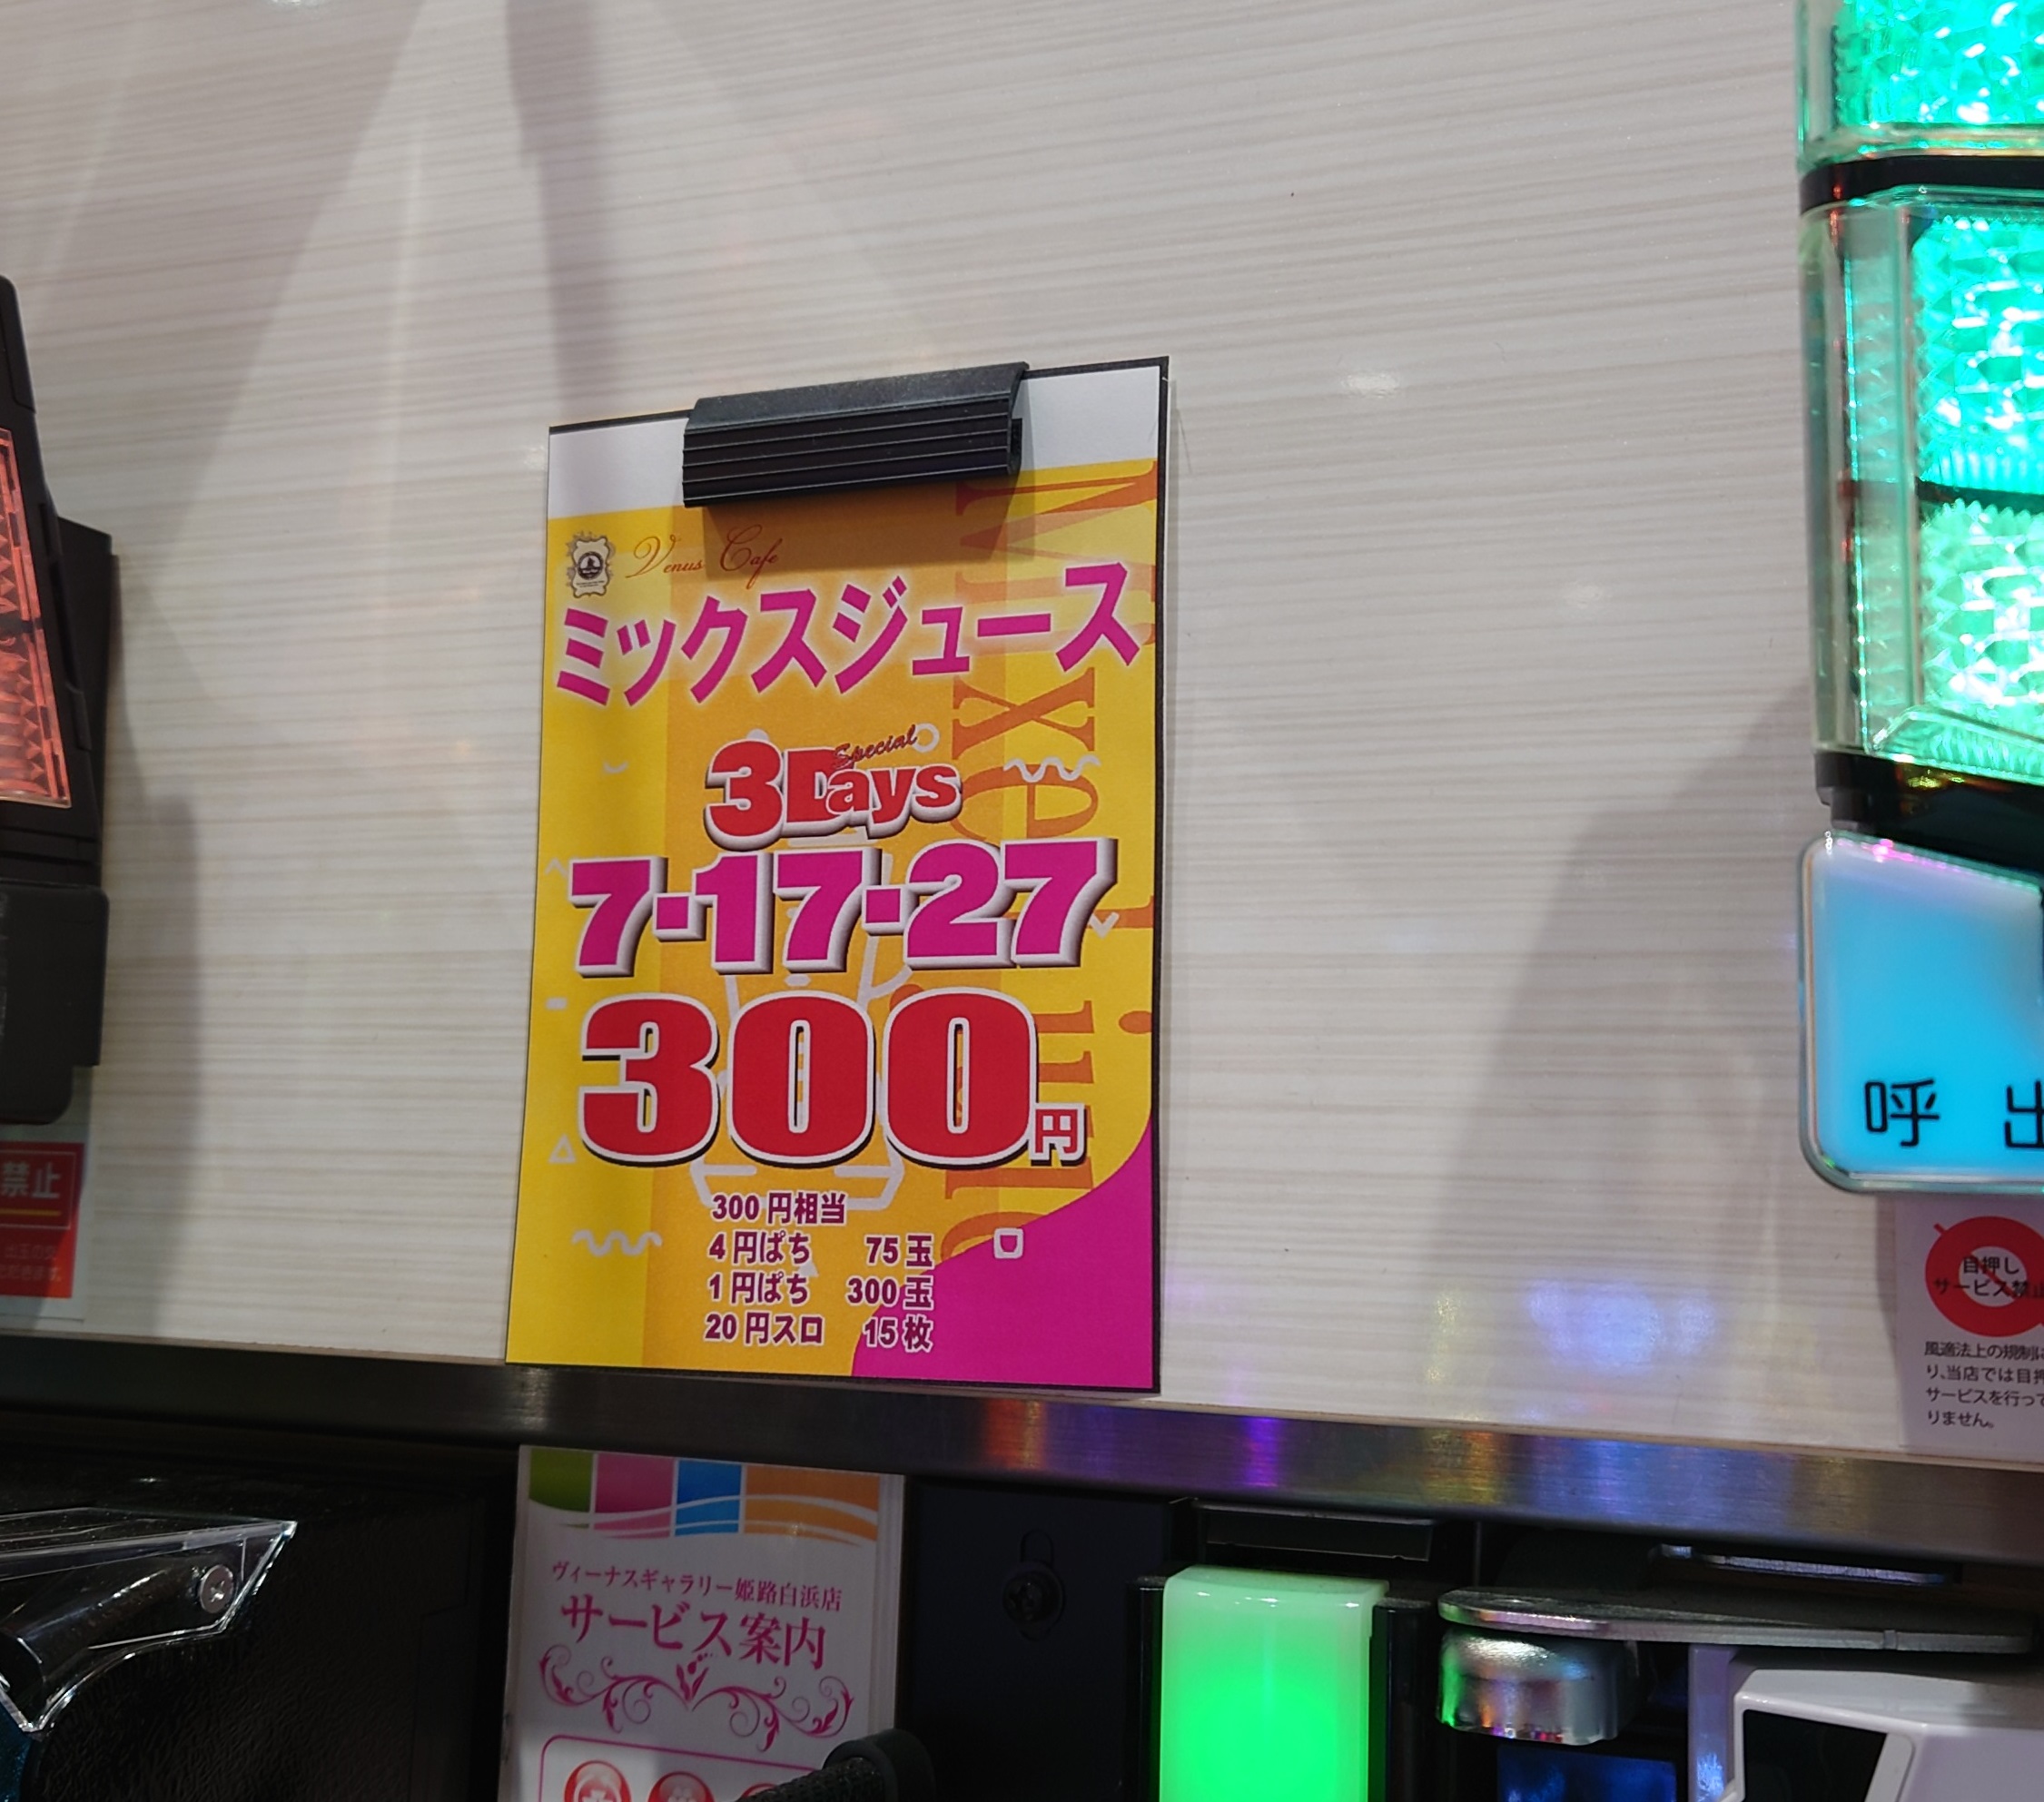 Venus Cafe
ミックスジュース
Special
3Days
7・17・27
300円
300円相当
4円ぱち 75玉
1円ぱち 300玉
20円スロ 15枚
Mixed juice
呼 出
禁止
目押し
サービス禁止
風適法上の規制に
り、当店では目押
サービスを行って
りません。
ヴィーナスギャラリー姫路白浜店
サービス案内